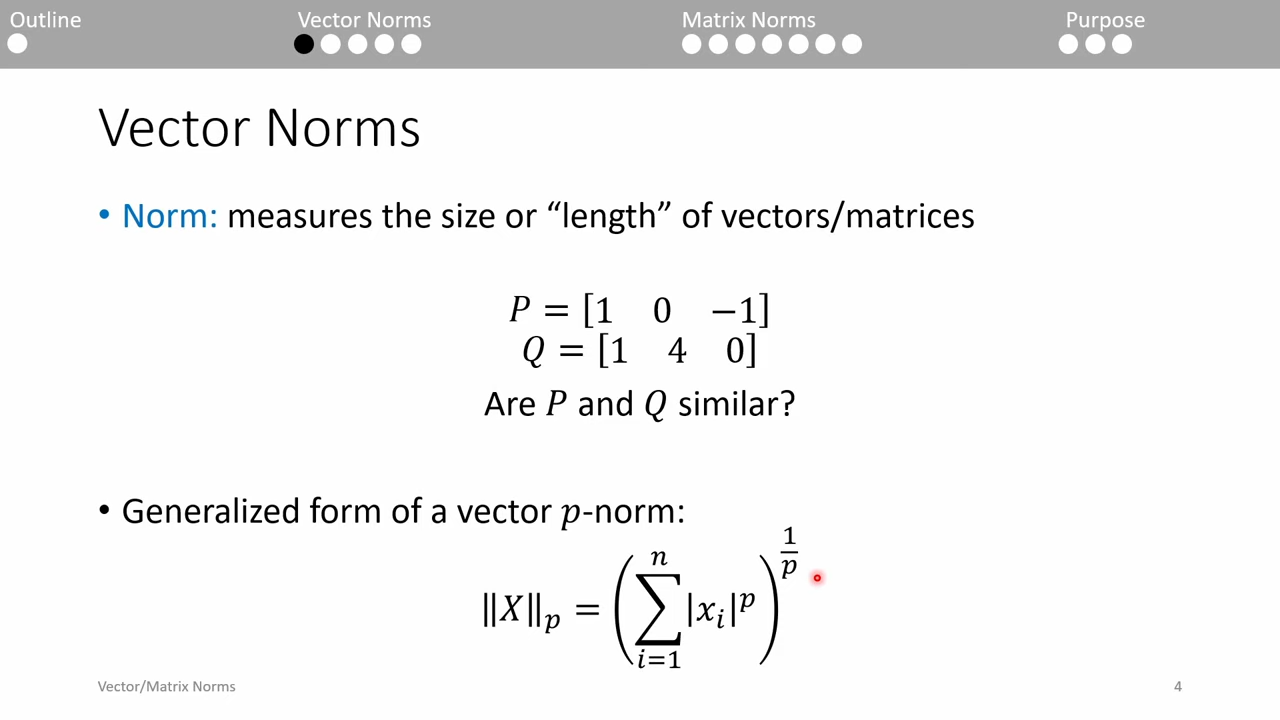 Outline
Vector Norms
Matrix Norms
Purpose
Vector Norms
• Norm: measures the size or “length” of vectors/matrices
𝑃 = [1 0 −1]
𝑄 = [1 4 0]
Are 𝑃 and 𝑄 similar?
• Generalized form of a vector 𝑝-norm:
‖𝑋‖_𝑝 = (∑_{𝑖=1}^{𝑛} |𝑥_𝑖|^𝑝)^{1/𝑝}
Vector/Matrix Norms
4